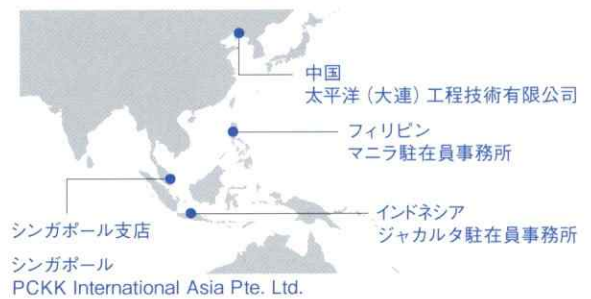 中国
太平洋（大連）工程技術有限公司
フィリピン
マニラ駐在員事務所
インドネシア
ジャカルタ駐在員事務所
シンガポール支店
シンガポール
PCKK International Asia Pte. Ltd.